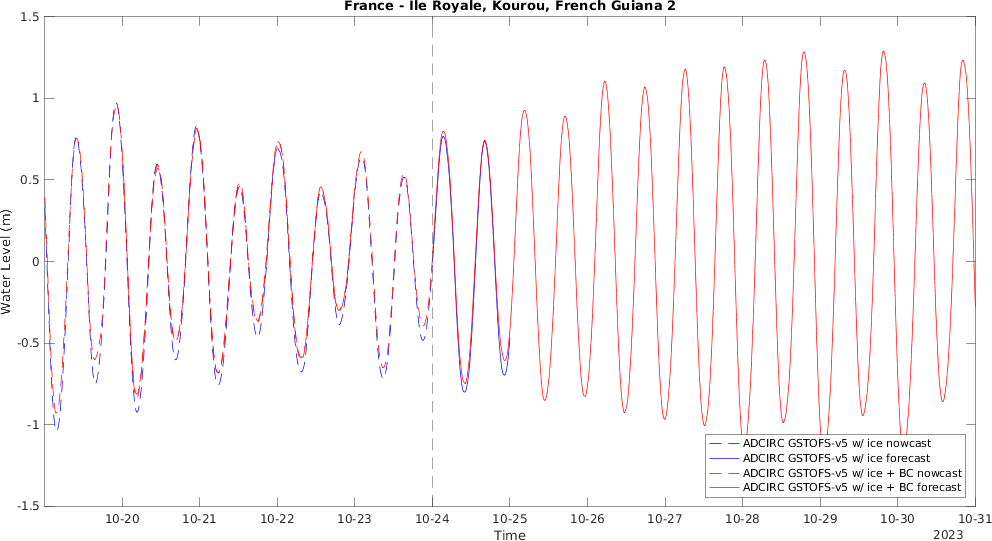 France - Ile Royale, Kourou, French Guiana 2
1.5
1
0.5
0
-0.5
-1
-1.5
Water Level (m)
ADCIRC GSTOFS-v5 w/ ice nowcast
ADCIRC GSTOFS-v5 w/ ice forecast
ADCIRC GSTOFS-v5 w/ ice + BC nowcast
ADCIRC GSTOFS-v5 w/ ice + BC forecast
10-20 10-21 10-22 10-23 10-24 10-25 10-26 10-27 10-28 10-29 10-30 10-31
Time
2023